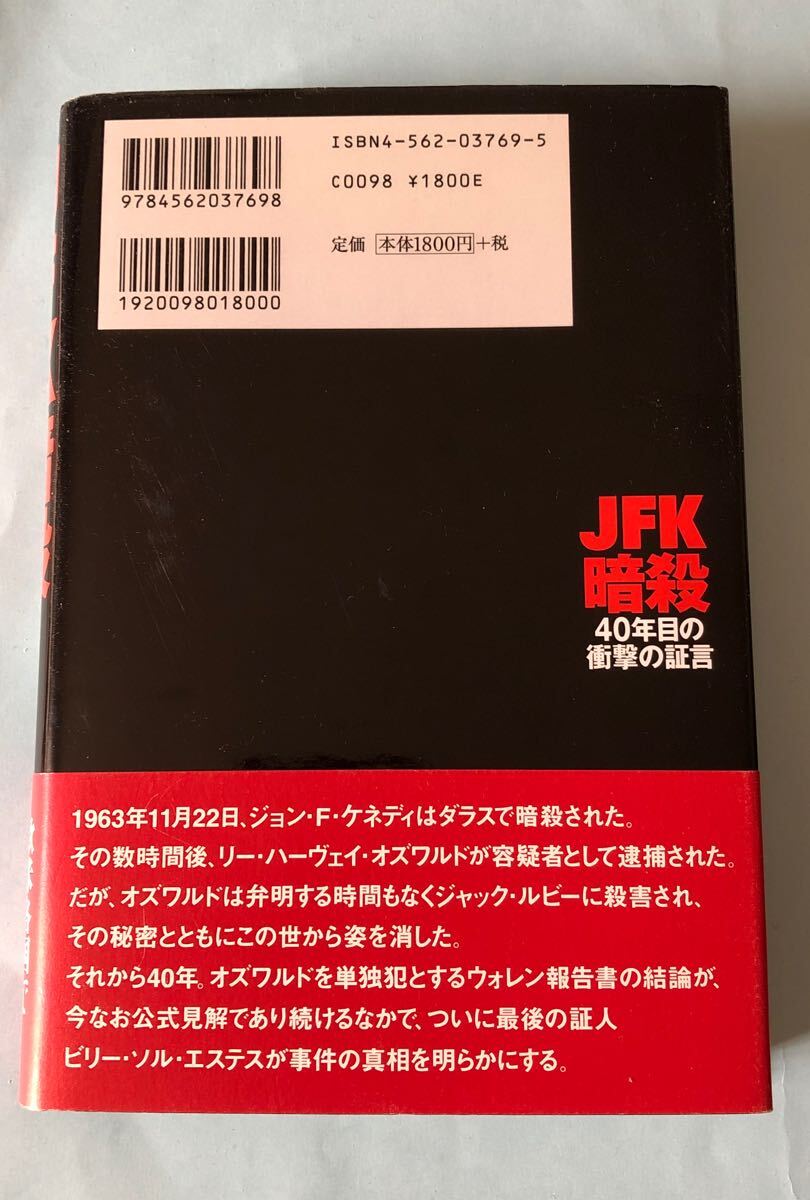 ISBN4-562-03769-5
C0098 ¥1800E
9784562037698
定価 本体1800円+税
1920098018000
JFK
暗殺
40年目の
衝撃の証言
1963年11月22日、ジョン・F・ケネディはダラスで暗殺された。
その数時間後、リー・ハーヴェイ・オズワルドが容疑者として逮捕された。
だが、オズワルドは弁明する時間もなくジャック・ルビーに殺害され、
その秘密とともにこの世から姿を消した。
それから40年。オズワルドを単独犯とするウォレン報告書の結論が、
今なお公式見解であり続けるなかで、ついに最後の証人
ビリー・ソル・エステスが事件の真相を明らかにする。